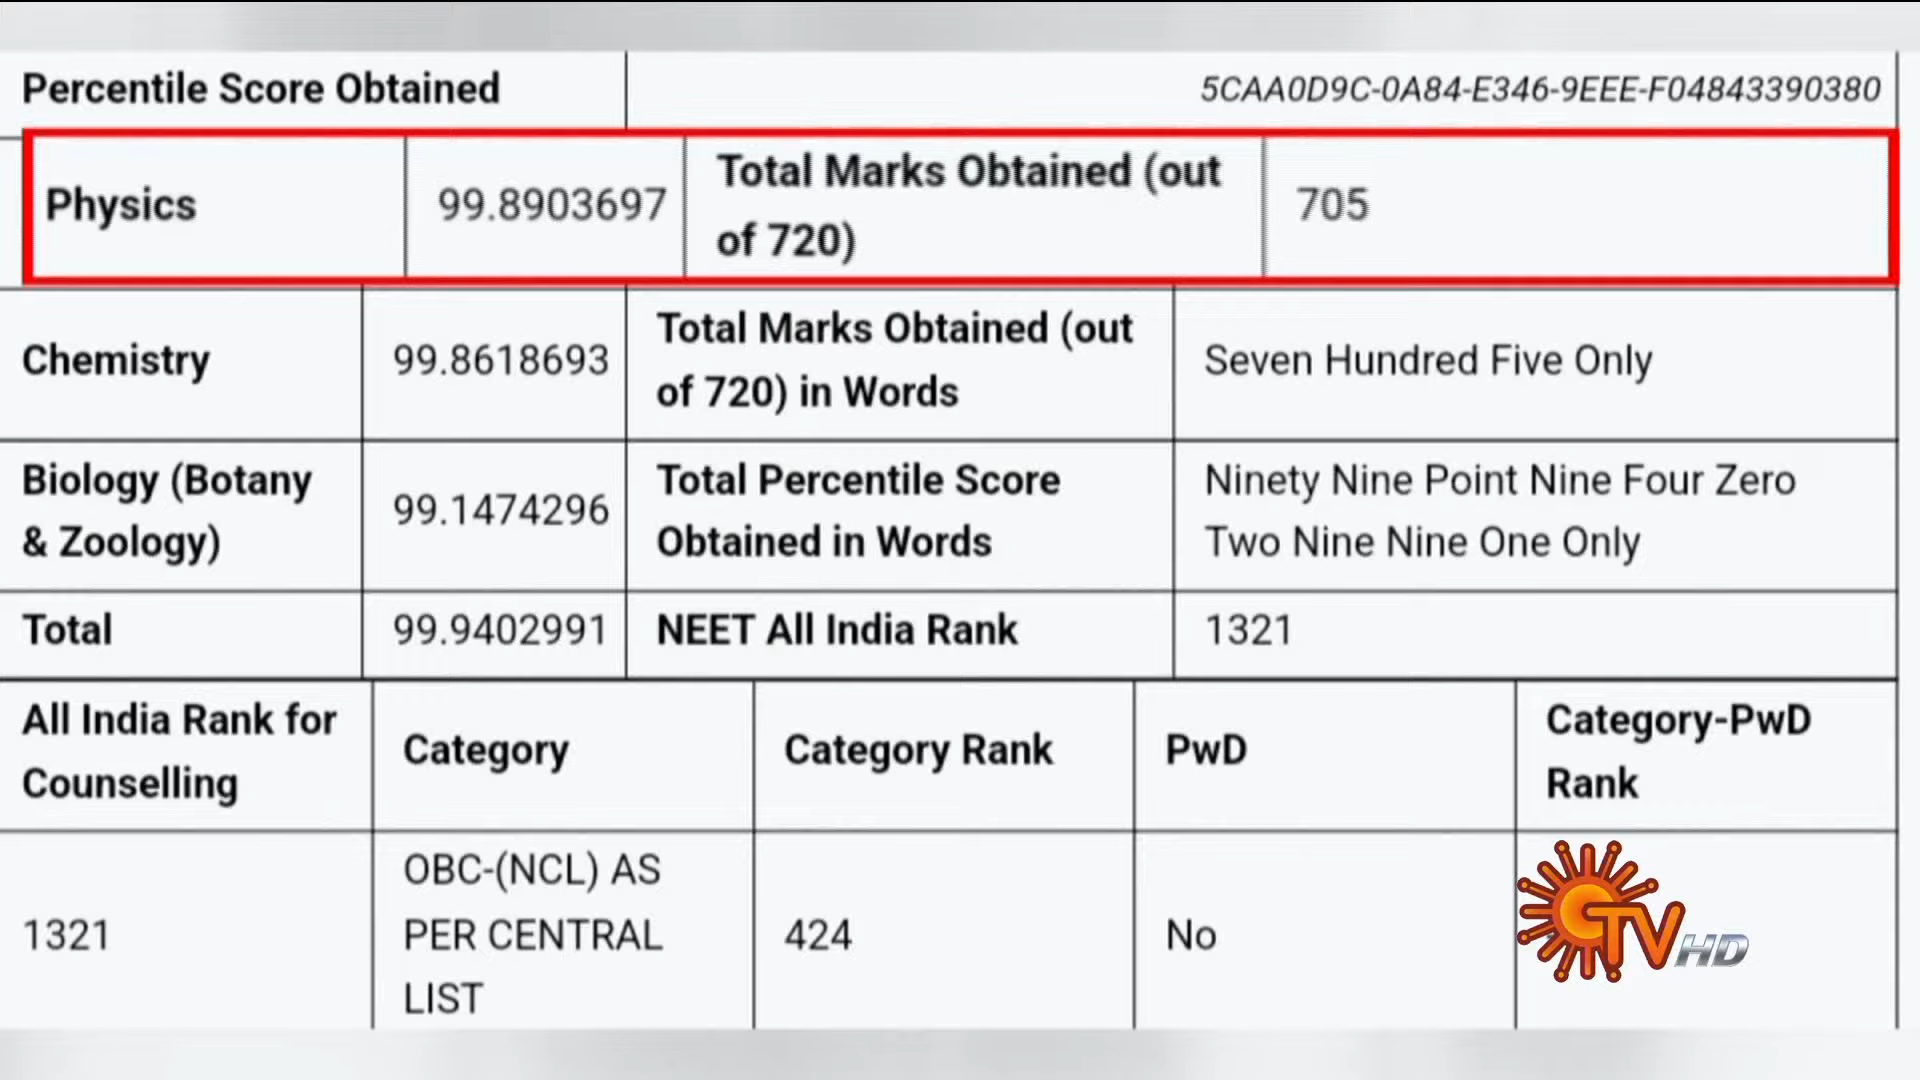 Percentile Score Obtained 5CAA0D9C-0A84-E346-9EEE-F04843390380
Physics 99.8903697 Total Marks Obtained (out
of 720) 705
Chemistry 99.8618693 Total Marks Obtained (out
of 720) in Words Seven Hundred Five Only
Biology (Botany
& Zoology) 99.1474296 Total Percentile Score
Obtained in Words Ninety Nine Point Nine Four Zero
Two Nine Nine One Only
Total 99.9402991 NEET All India Rank 1321
All India Rank for
Counselling Category Category Rank PwD Category-PwD
Rank
1321 OBC-(NCL) AS
PER CENTRAL
LIST 424 No
TV HD